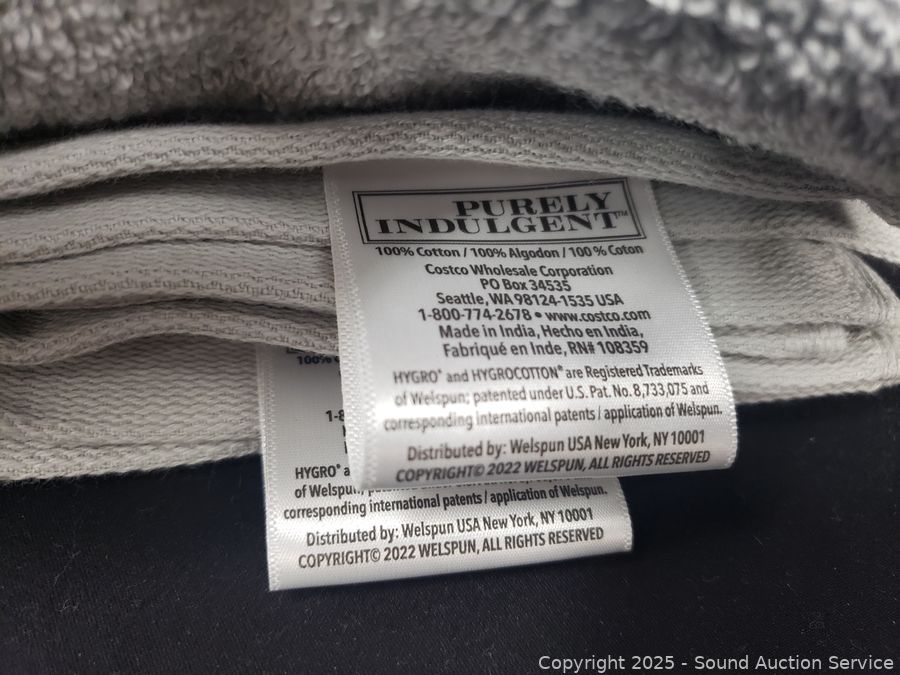 PURELY
INDULGENT™
100% Cotton / 100% Algodon / 100 % Coton
Costco Wholesale Corporation
PO Box 34535
Seattle, WA 98124-1535 USA
1-800-774-2678 • www.costco.com
Made in India, Hecho en India,
Fabriqué en Inde, RN# 108359
HYGRO® and HYGROCOTTON® are Registered Trademarks
of Welspun; patented under U.S. Pat. No. 8,733,075 and
corresponding international patents / application of Welspun.
Distributed by: Welspun USA New York, NY 10001
COPYRIGHT© 2022 WELSPUN, ALL RIGHTS RESERVED
100%
1-8
HYGRO® a
of Welspun,
corresponding international patents / application of Welspun.
Distributed by: Welspun USA New York, NY 10001
COPYRIGHT© 2022 WELSPUN, ALL RIGHTS RESERVED
Copyright 2025 - Sound Auction Service